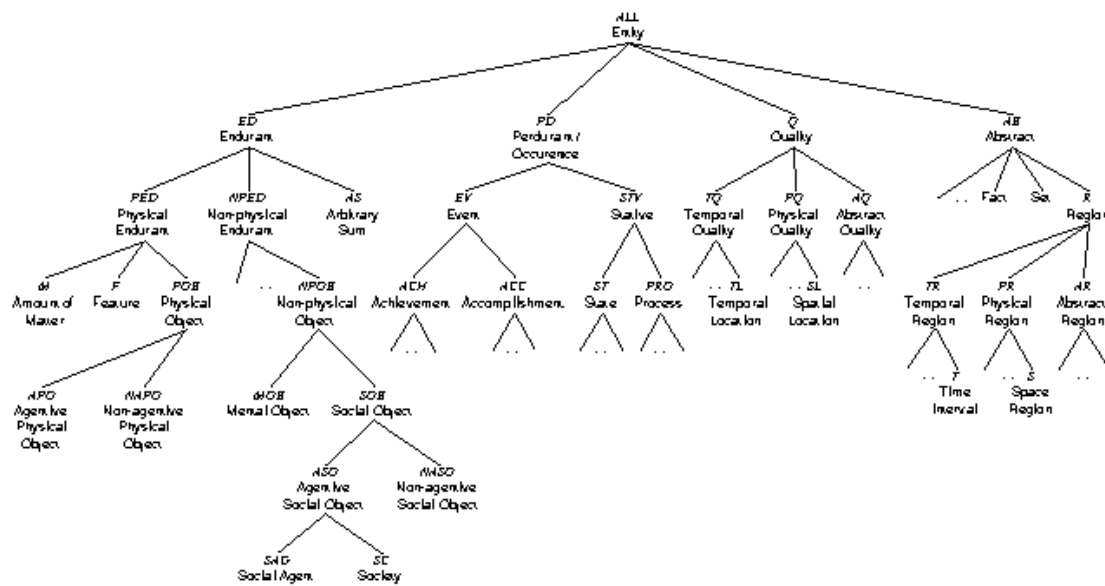 ALL
Entity
ED
Endurant
PD
Perdurant/
Occurence
Q
Quality
AB
Abstract
PED
Physical
Endurant
NPED
Non-physical
Endurant
AS
Arbitrary
Sum
EV
Event
STV
Stative
TQ
Temporal
Quality
PQ
Physical
Quality
AQ
Abstract
Quality
. .
Fact
Set
R
Region
M
Amount of
Matter
F
Feature
POB
Physical
Object
. .
NPOB
Non-physical
Object
ACH
Achievement
ACC
Accomplishment
ST
State
PRO
Process
. . TL
Temporal
Location
. . SL
Spatial
Location
. .
TR
Temporal
Region
PR
Physical
Region
AR
Abstract
Region
. .
. .
. .
. .
. . T
Time
Interval
. . S
Space
Region
. .
APO
Agentive
Physical
Object
NAPO
Non-agentive
Physical
Object
MOB
Mental Object
SOB
Social Object
ASO
Agentive
Social Object
NASO
Non-agentive
Social Object
SAG
Social Agent
SC
Society